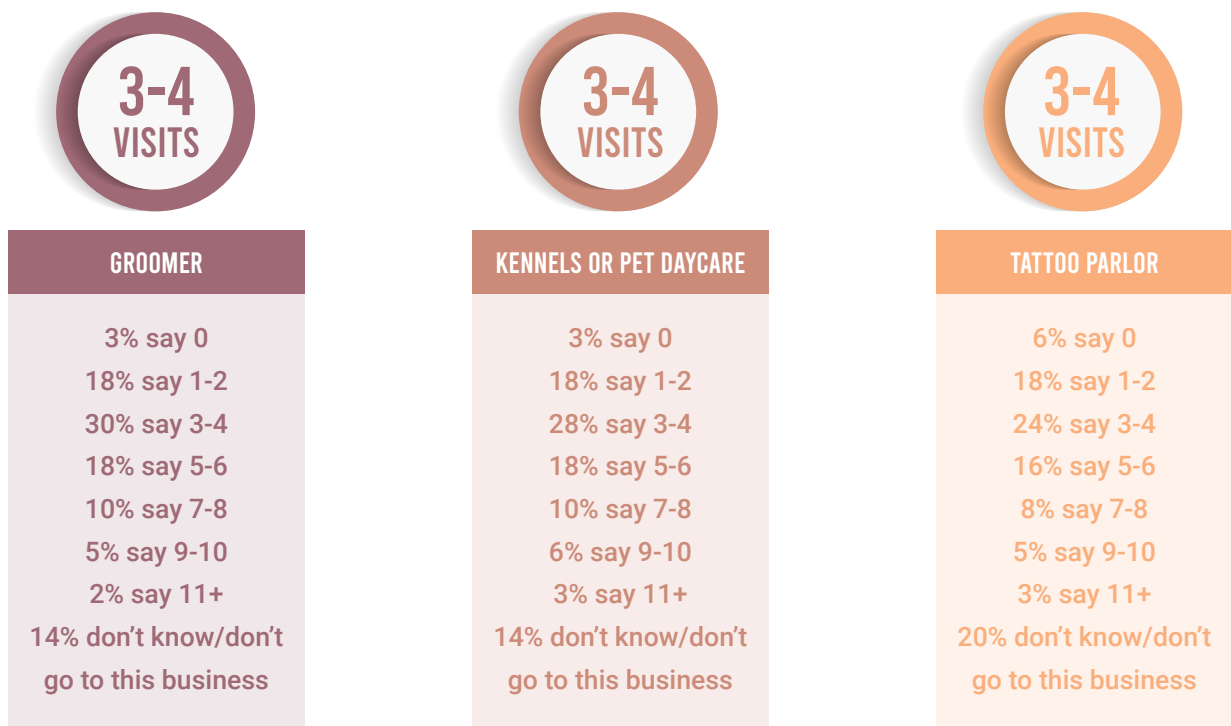 3-4
VISITS
GROOMER
3% say 0
18% say 1-2
30% say 3-4
18% say 5-6
10% say 7-8
5% say 9-10
2% say 11+
14% don’t know/don’t
go to this business
3-4
VISITS
KENNELS OR PET DAYCARE
3% say 0
18% say 1-2
28% say 3-4
18% say 5-6
10% say 7-8
6% say 9-10
3% say 11+
14% don’t know/don’t
go to this business
3-4
VISITS
TATTOO PARLOR
6% say 0
18% say 1-2
24% say 3-4
16% say 5-6
8% say 7-8
5% say 9-10
3% say 11+
20% don’t know/don’t
go to this business